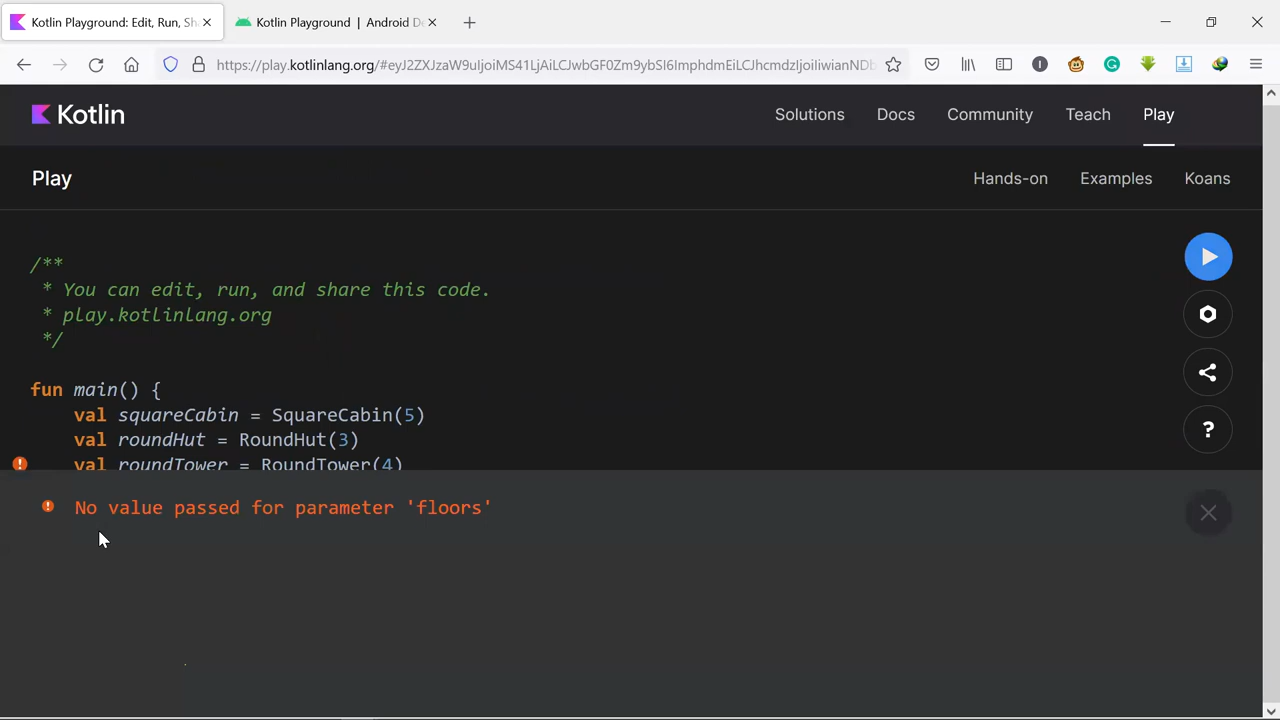 Kotlin Playground: Edit, Run, Sh
Kotlin Playground | Android De
https://play.kotlinlang.org/#eyJ2ZXJzaW9uIjoiMS41LjAiLCJwbGF0Zm9ybSI6ImphdmEiLCJhcmdzIjoiIiwianNDb
Kotlin
Solutions
Docs
Community
Teach
Play
Play
Hands-on
Examples
Koans
/**
* You can edit, run, and share this code.
* play.kotlinlang.org
*/
fun main() {
val squareCabin = SquareCabin(5)
val roundHut = RoundHut(3)
val roundTower = RoundTower(4)
No value passed for parameter 'floors'